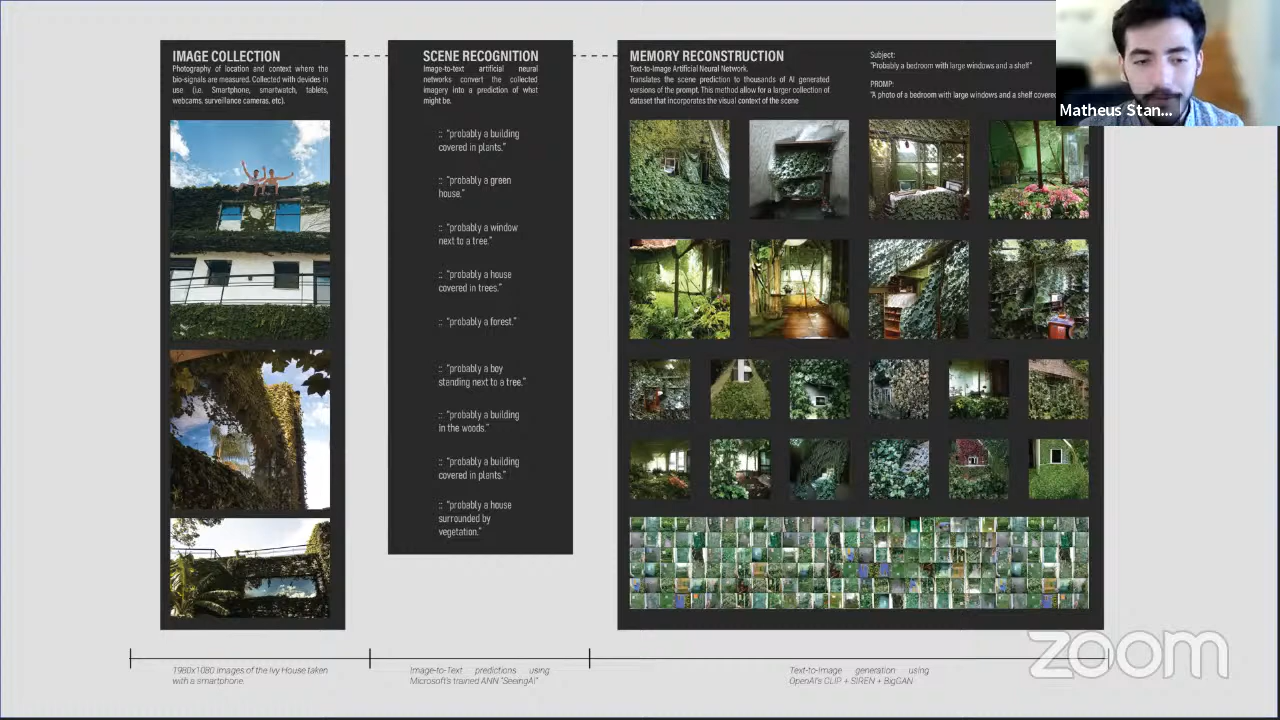 IMAGE COLLECTION
Photography of location and context where the
bio-signals are measured. Collected with devides in
use (i.e. Smartphone, smartwatch, tablets,
webcams, surveillance cameras, etc).
SCENE RECOGNITION
Image-to-text artificial neural
networks convert the collected
imagery into a prediction of what
might be.
:: "probably a building
covered in plants."
:: "probably a green
house."
:: "probably a window
next to a tree."
:: "probably a house
covered in trees."
:: "probably a forest."
:: "probably a boy
standing next to a tree."
:: "probably a building
in the woods."
:: "probably a building
covered in plants."
:: "probably a house
surrounded by
vegetation."
MEMORY RECONSTRUCTION
Text-to-Image Artificial Neural Network.
Translates the scene prediction to thousands of AI generated
versions of the prompt. This method allow for a larger collection of
dataset that incorporates the visual context of the scene
Subject:
"Probably a bedroom with large windows and a shelf"
PROMP:
"A photo of a bedroom with large windows and a shelf covered
Matheus Stan...
1980x1080 images of the Ivy House taken
with a smartphone.
Image-to-Text predictions using
Microsoft's trained ANN "SeeingAI"
Text-to-Image generation using
OpenAI's CLIP + SIREN + BigGAN
zoom